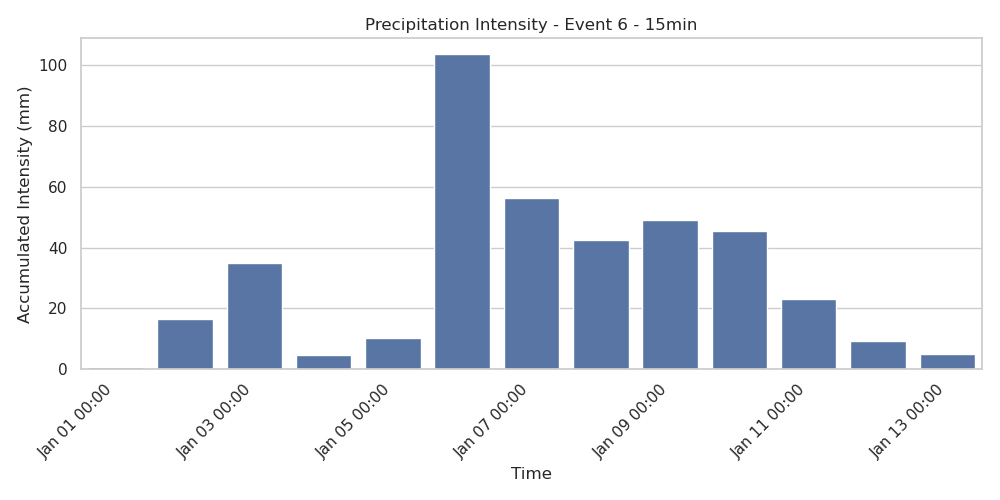 Precipitation Intensity - Event 6 - 15min
Accumulated Intensity (mm)
100
80
60
40
20
0
Jan 01 00:00
Jan 03 00:00
Jan 05 00:00
Jan 07 00:00
Jan 09 00:00
Jan 11 00:00
Jan 13 00:00
Time